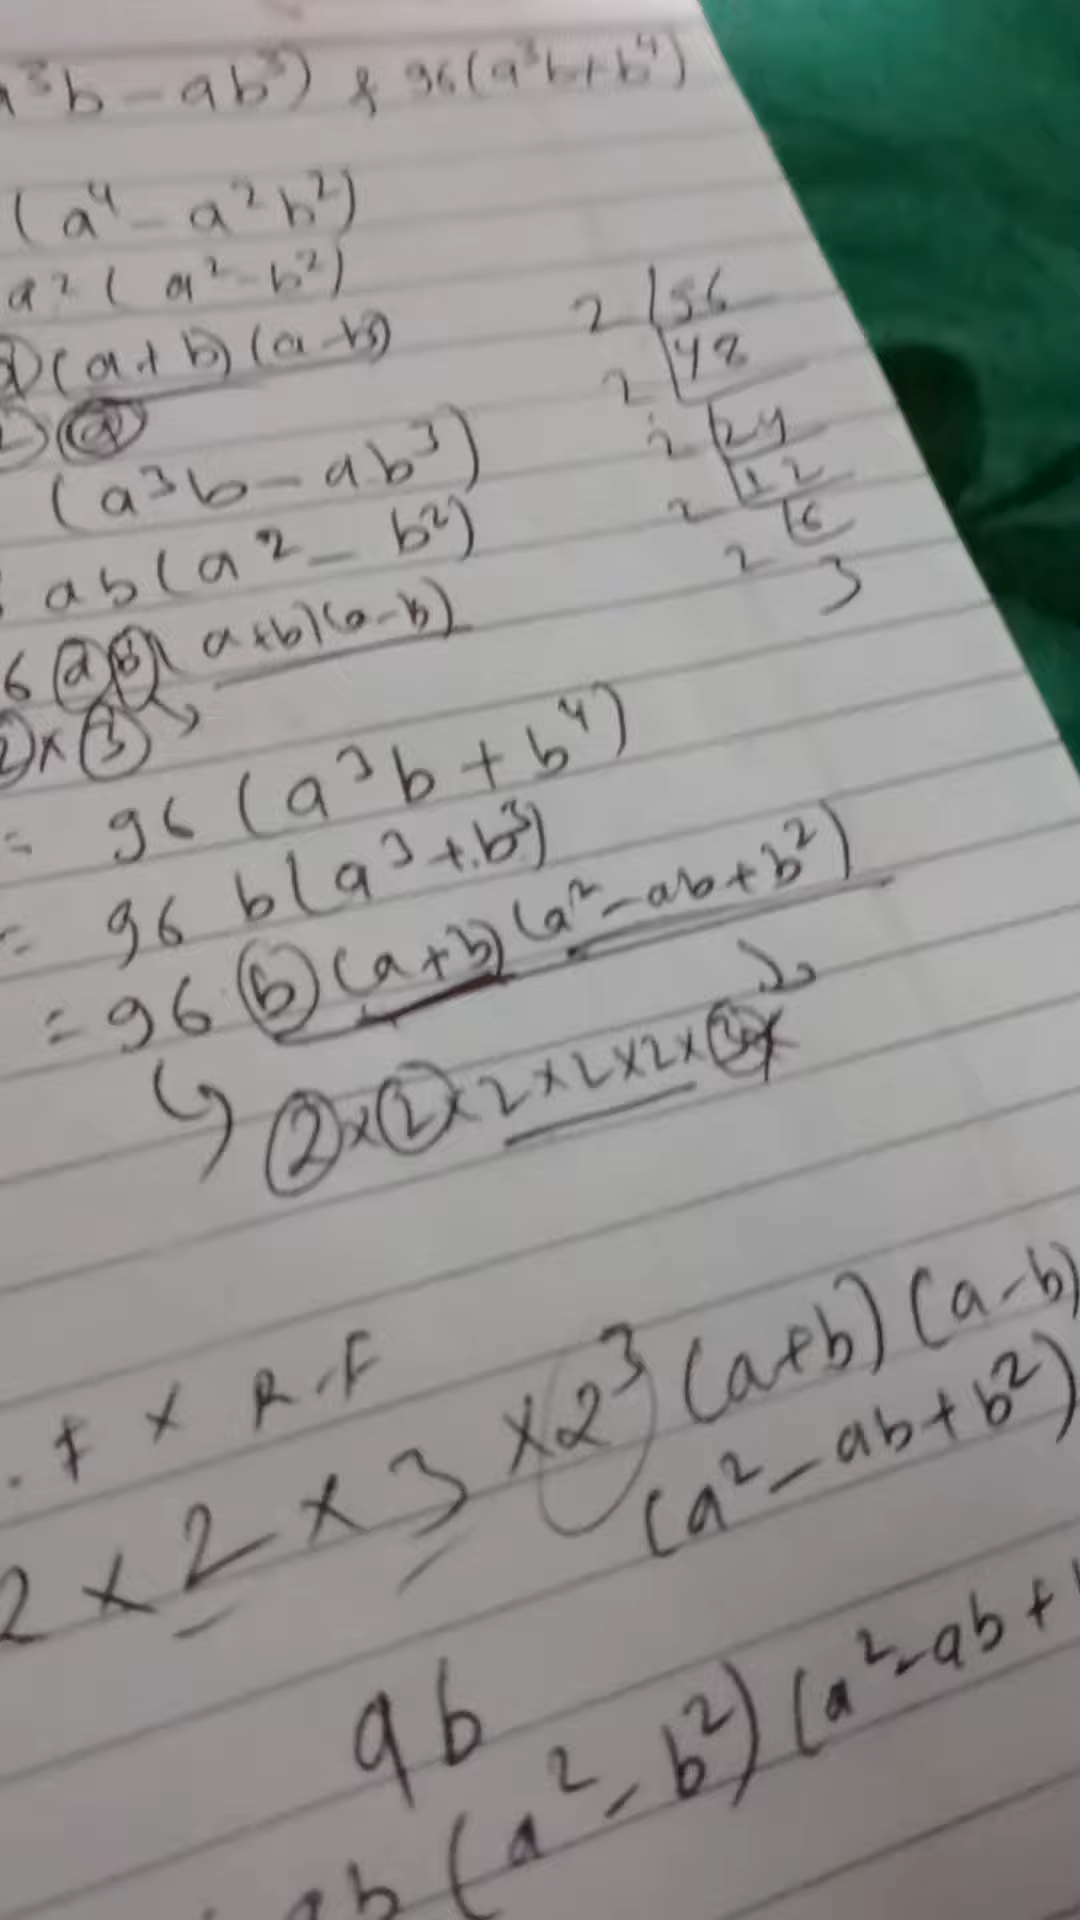 a³b - ab³) & 96(a³b+b⁴)
(a⁴ - a²b²)
a²(a² - b²)
a)(a+b)(a-b)
(a³b - ab³)
ab(a² - b²)
6 a b( a+b)(a-b)
2)×3
= 96 (a³b + b⁴)
= 96 b(a³+b³)
= 96 b (a+b)(a²-ab+b²)
2×2×2×2×2×3
2 | 56
2 | 48
2 | 24
2 | 12
2 | 6
3
. F × R.F
2 × 2 × 3 × 2³ (a+b)(a-b)
(a² - ab + b²)
ab
ab (a² - b²)(a² - ab +